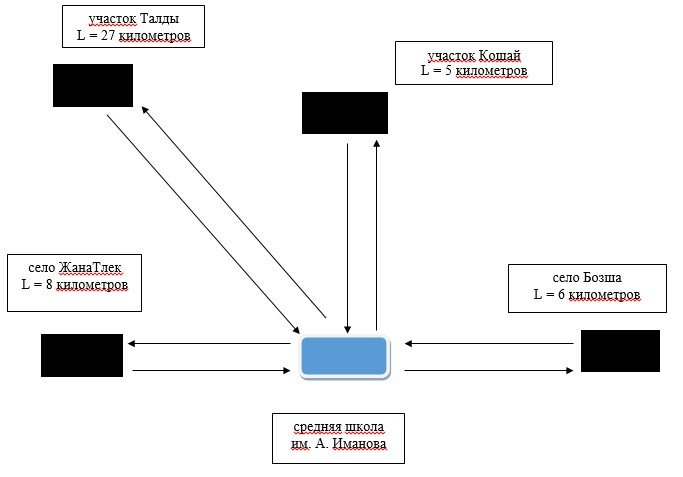 участок Талды
L = 27 километров
участок Кошай
L = 5 километров
село ЖанаТлек
L = 8 километров
село Бозша
L = 6 километров
средняя школа
им. А. Иманова